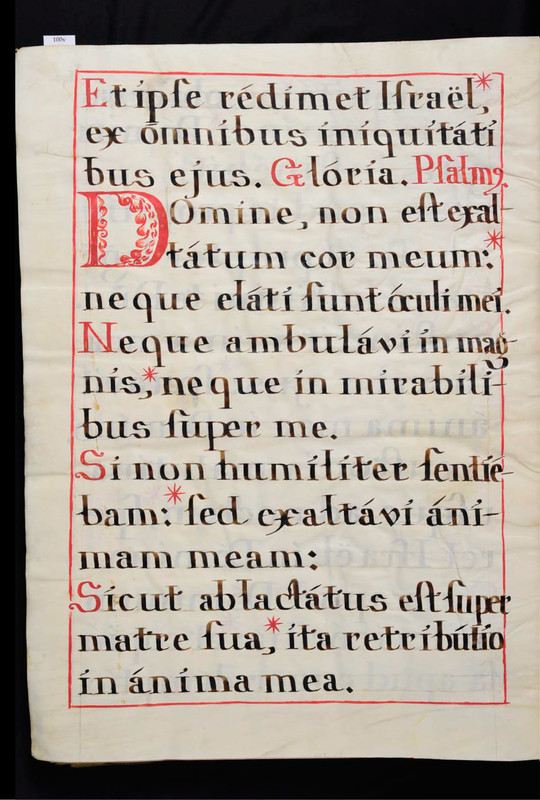 100v
Et ipſe rédimet Iſraël,*
ex ómnibus iniquitáti
bus ejus. Glória. Pſalmꝯ.
Dómine, non eſt exal-
tátum cor meum:*
neque eláti ſunt óculi mei.
Neque ambulávi in mag-
nis,* neque in mirabili-
bus ſuper me.
Si non humíliter ſentié-
bam:* ſed exaltávi áni-
mam meam:
Sicut ablactátus eſt ſuper
matre ſua,* ita retribútio
in ánima mea.